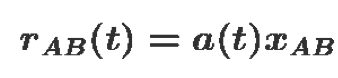 r_{AB}(t) = a(t)x_{AB}